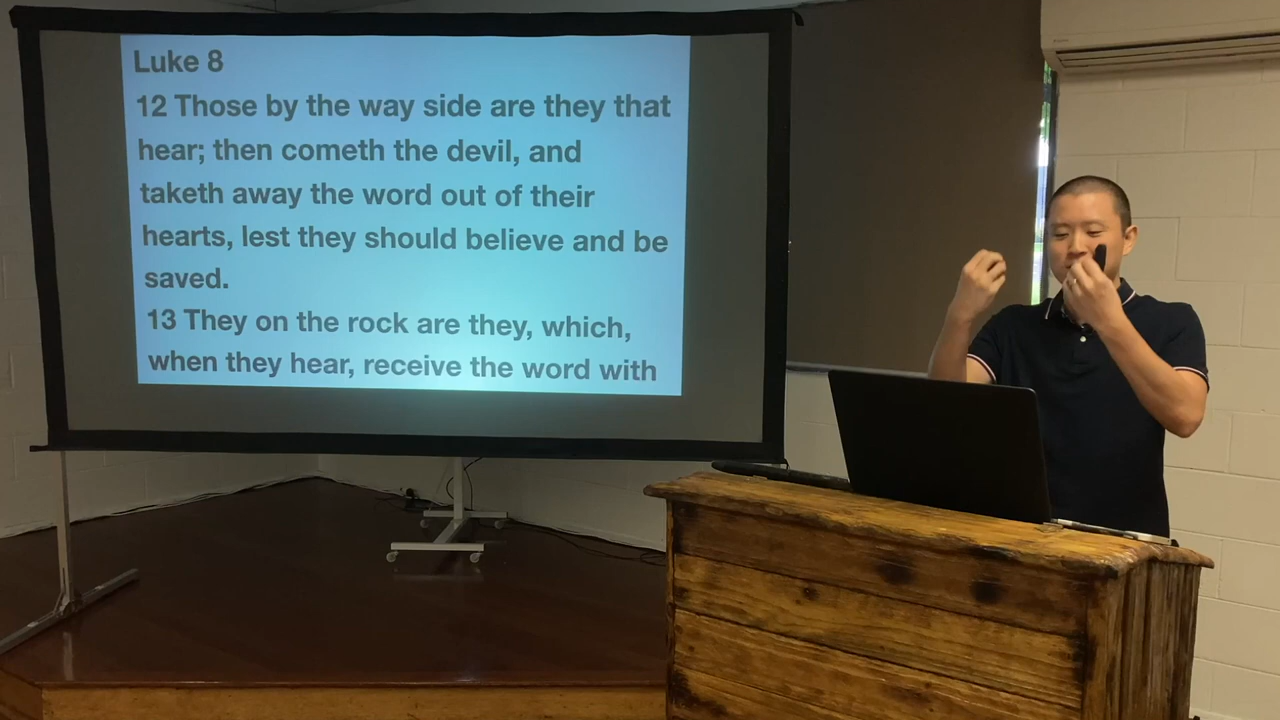 Luke 8
12 Those by the way side are they that
hear; then cometh the devil, and
taketh away the word out of their
hearts, lest they should believe and be
saved.
13 They on the rock are they, which,
when they hear, receive the word with